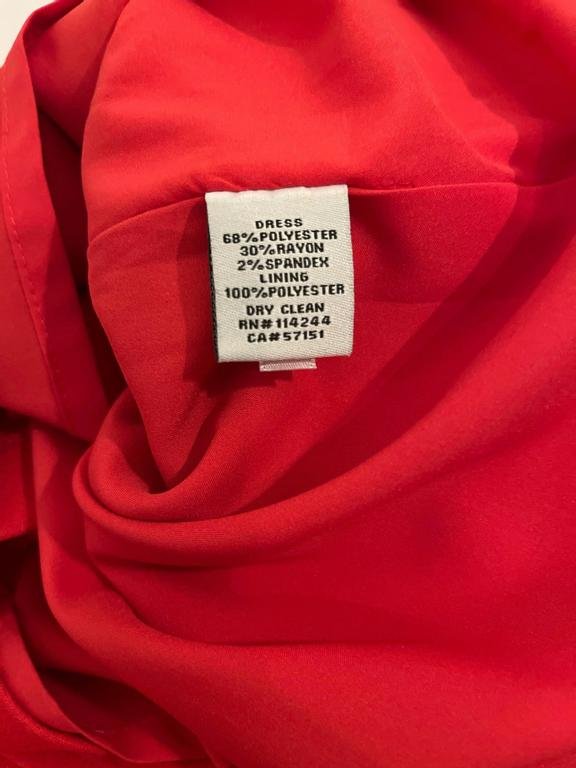 DRESS
68%POLYESTER
30%RAYON
2%SPANDEX
LINING
100%POLYESTER
DRY CLEAN
RN#114244
CA#57151